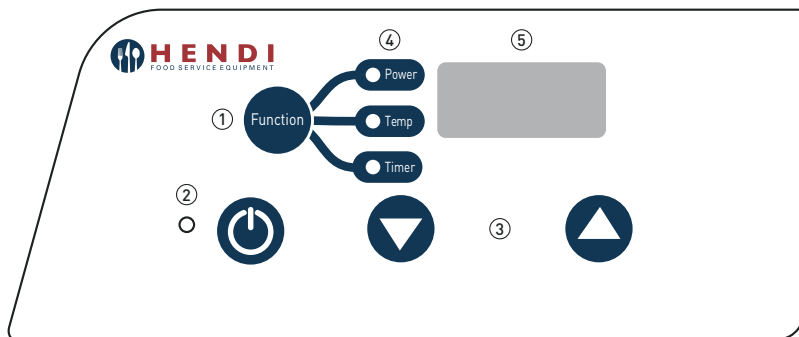 HENDI
FOOD SERVICE EQUIPMENT
4
5
Power
1
Function
Temp
Timer
2
3